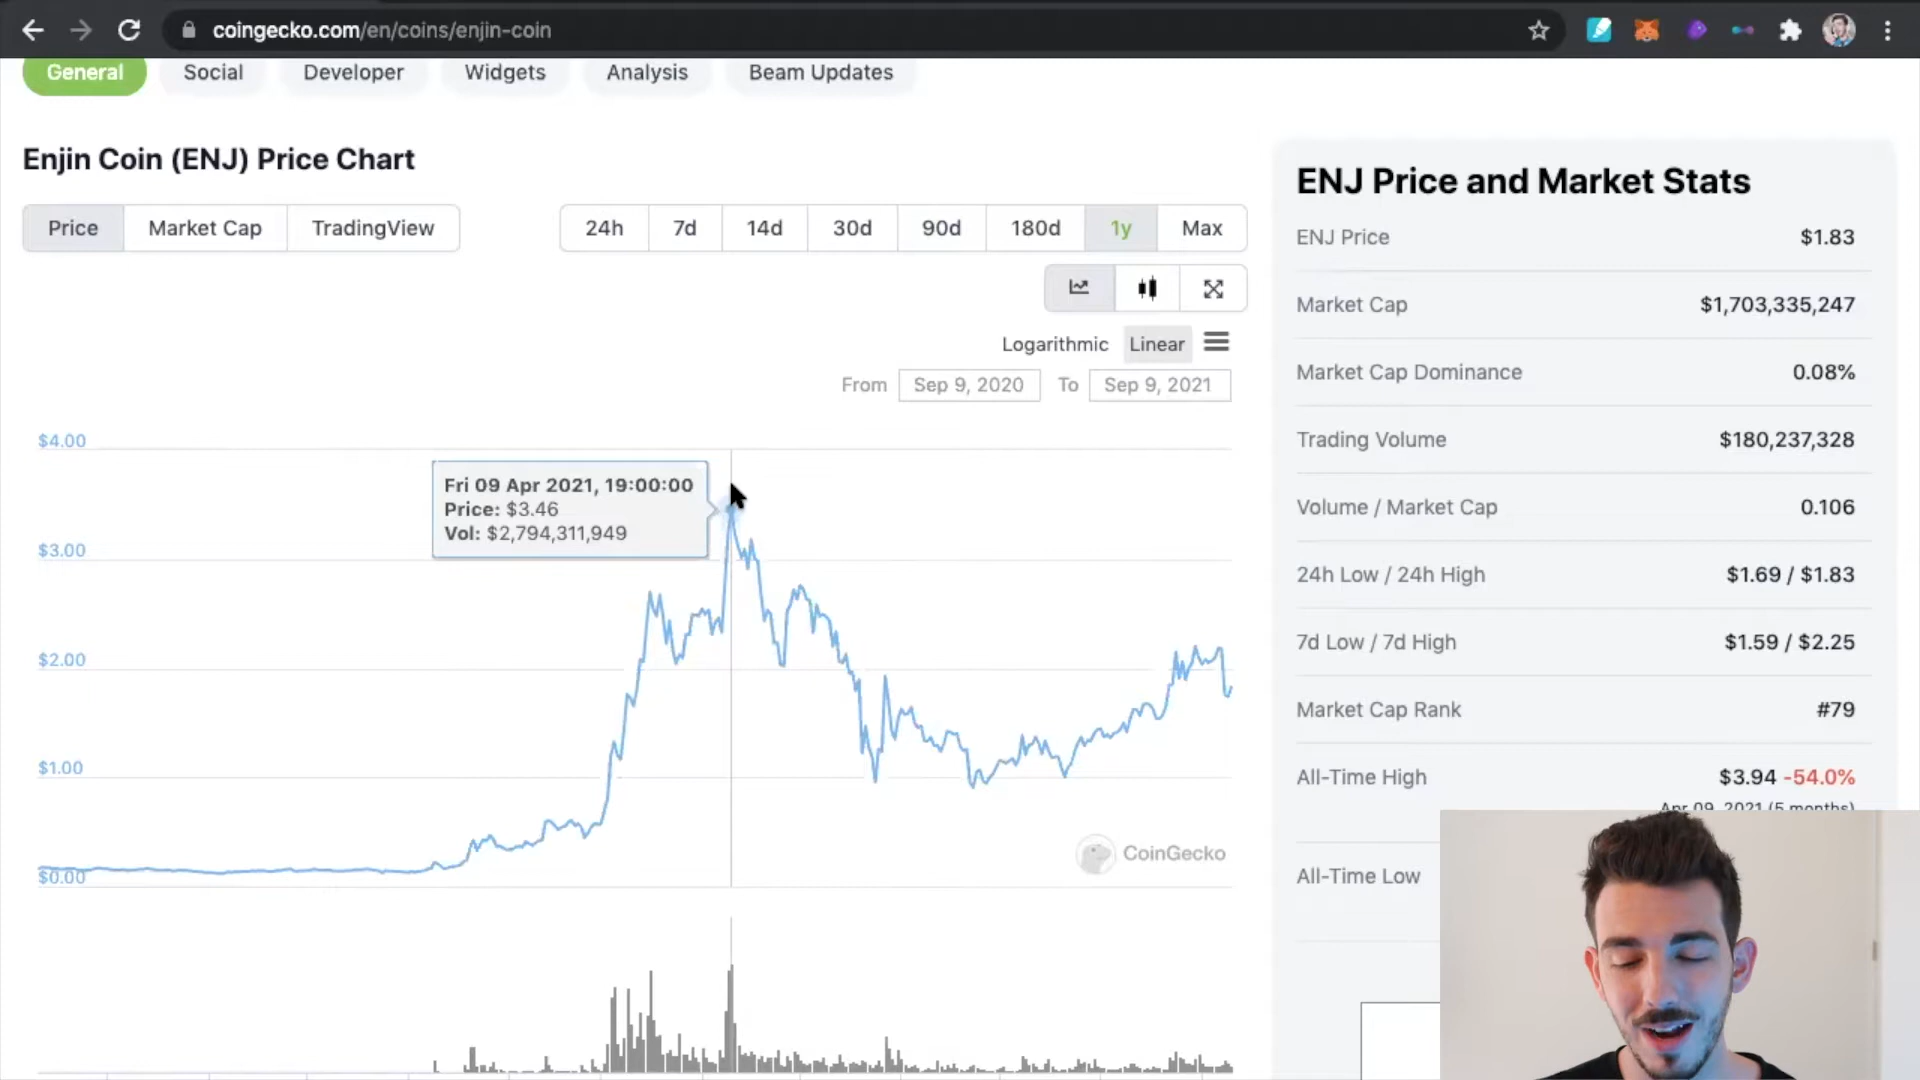 coingecko.com/en/coins/enjin-coin
General Social Developer Widgets Analysis Beam Updates
Enjin Coin (ENJ) Price Chart
Price Market Cap TradingView
24h 7d 14d 30d 90d 180d 1y Max
Logarithmic Linear
From Sep 9, 2020 To Sep 9, 2021
$4.00
$3.00
$2.00
$1.00
$0.00
Fri 09 Apr 2021, 19:00:00
Price: $3.46
Vol: $2,794,311,949
CoinGecko
ENJ Price and Market Stats
ENJ Price $1.83
Market Cap $1,703,335,247
Market Cap Dominance 0.08%
Trading Volume $180,237,328
Volume / Market Cap 0.106
24h Low / 24h High $1.69 / $1.83
7d Low / 7d High $1.59 / $2.25
Market Cap Rank #79
All-Time High $3.94 -54.0%
Apr 09, 2021 (5 months)
All-Time Low